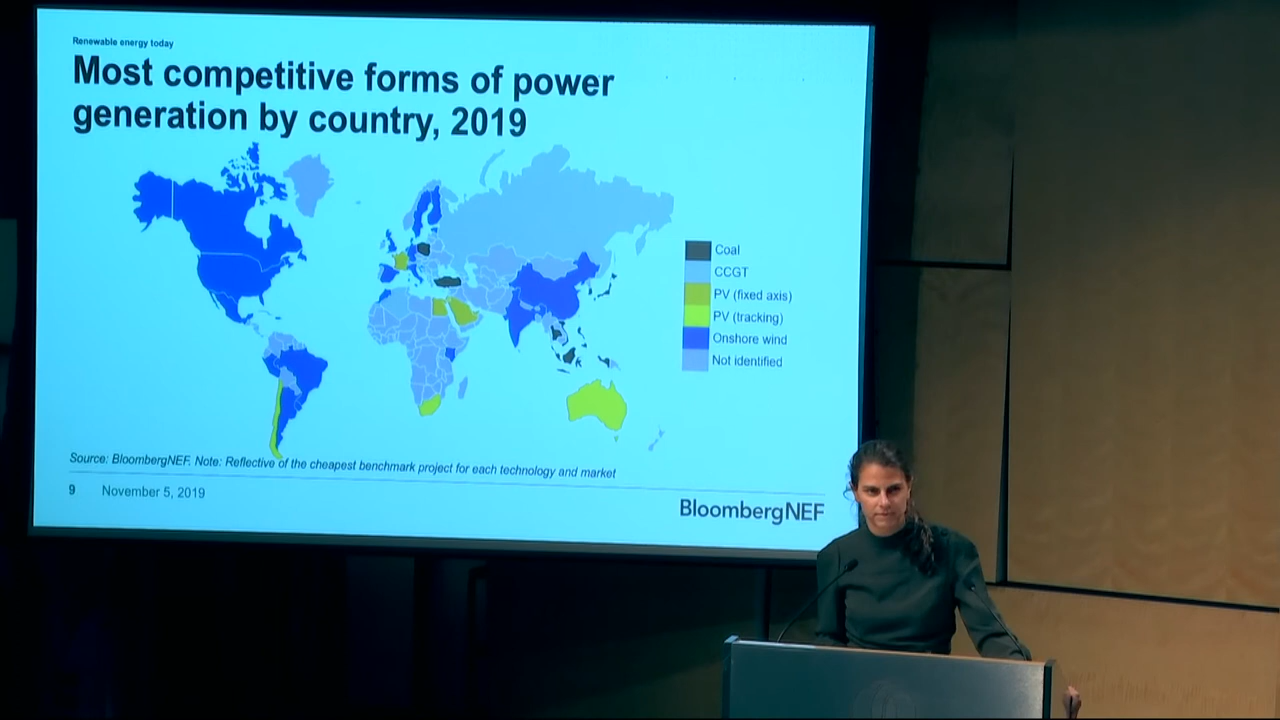 Renewable energy today
Most competitive forms of power
generation by country, 2019
Coal
CCGT
PV (fixed axis)
PV (tracking)
Onshore wind
Not identified
Source: BloombergNEF. Note: Reflective of the cheapest benchmark project for each technology and market
9 November 5, 2019
BloombergNEF